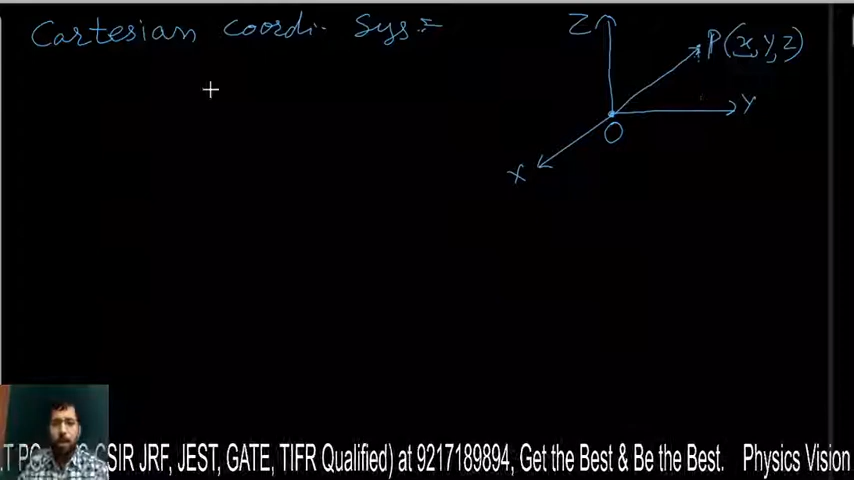 Cartesian coordi. Sys:=
Z
P(x, y, z)
Y
O
X
.T PG CSIR JRF, JEST, GATE, TIFR Qualified) at 9217189894, Get the Best & Be the Best. Physics Vision